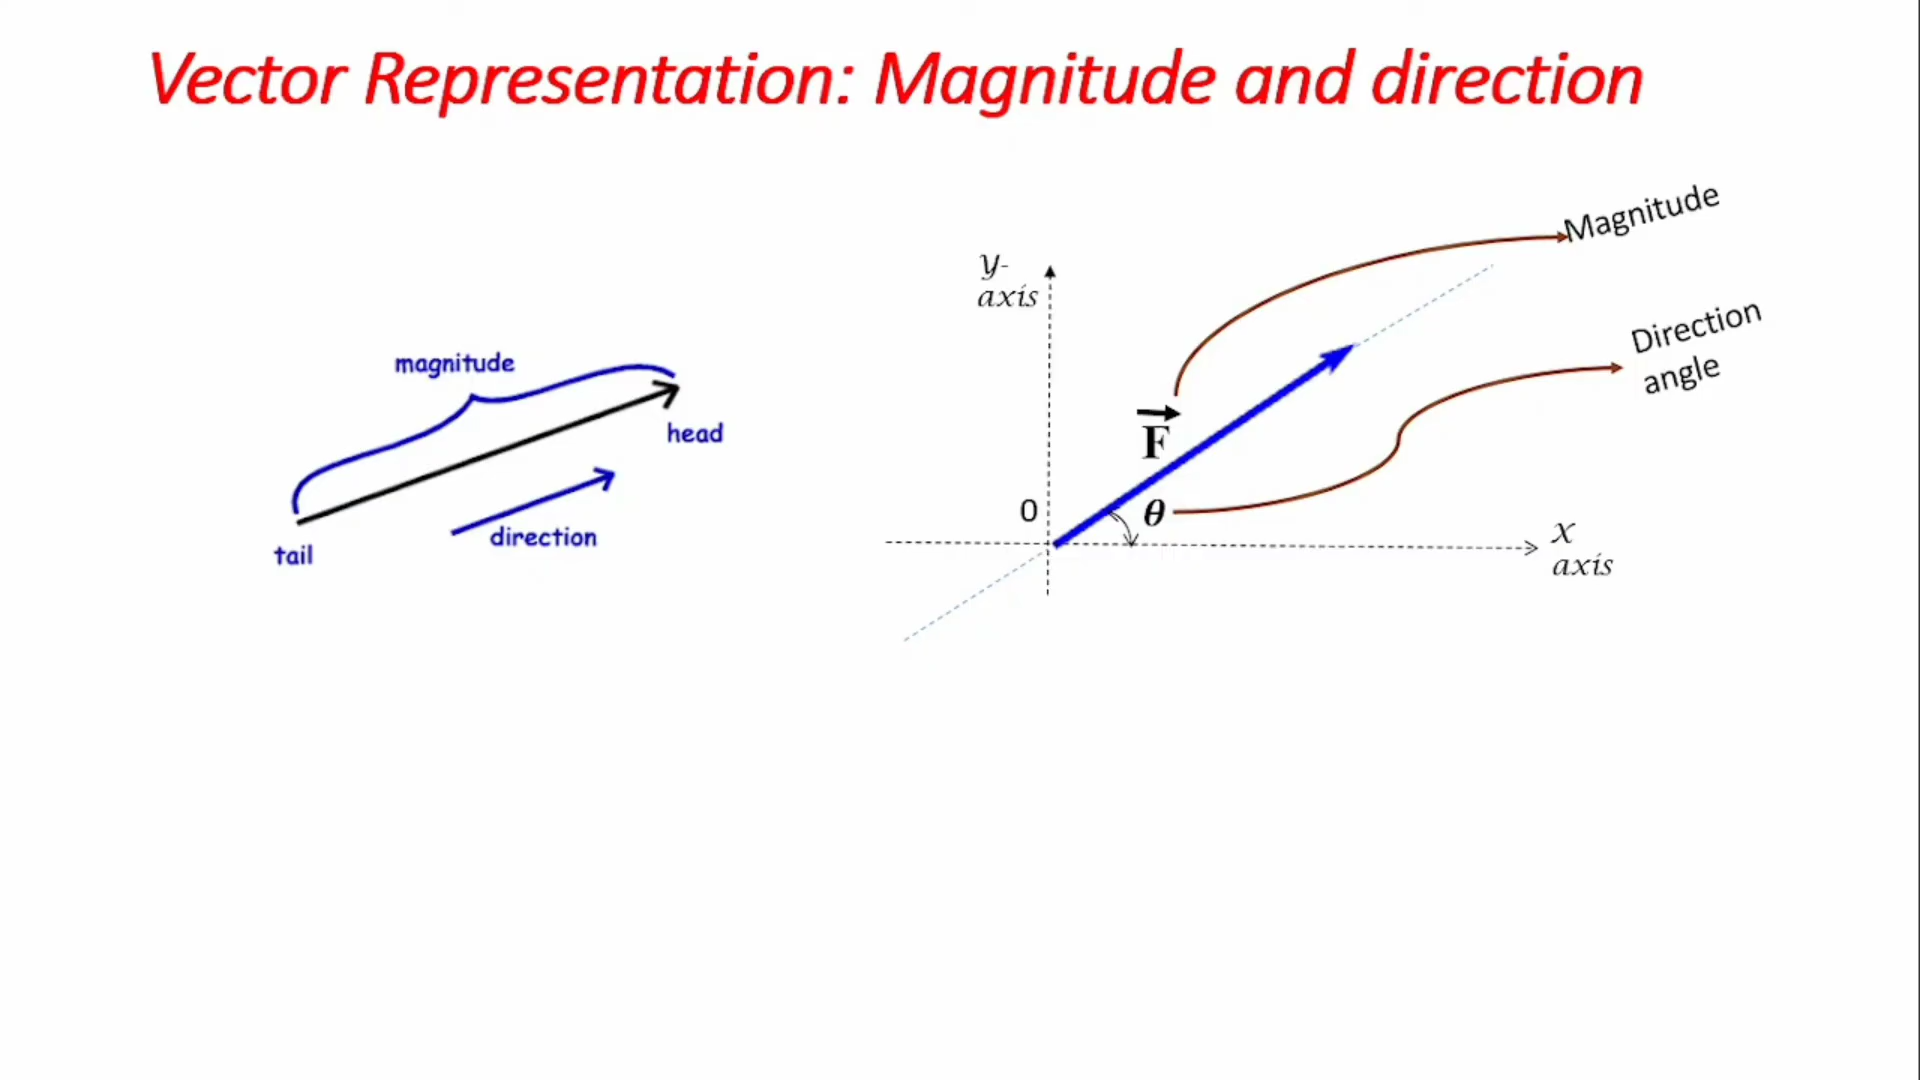 Vector Representation: Magnitude and direction
magnitude
head
direction
tail
Magnitude
y-
axis
Direction
angle
F
0
θ
x
axis